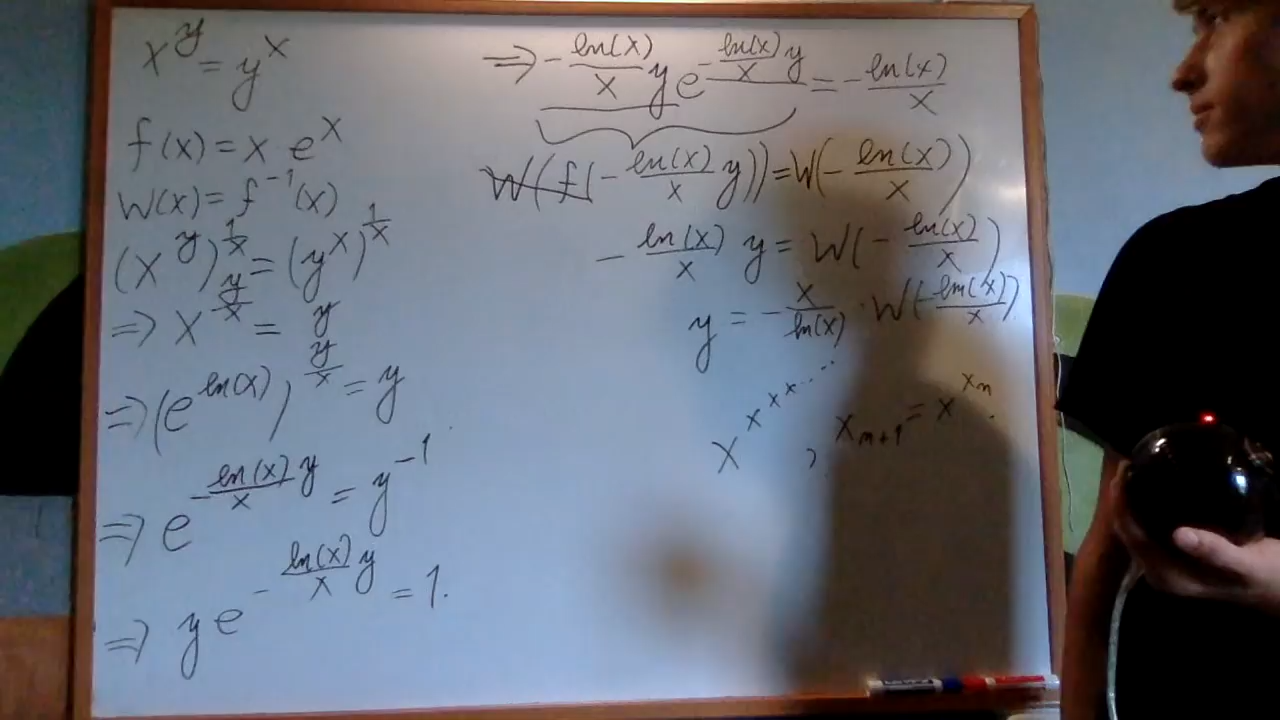 x^y = y^x
f(x) = x e^x
W(x) = f^{-1}(x)
(x^y)^{1/x} = (y^x)^{1/x}
⇒ x^{y/x} = y
⇒ (e^{ln(x)})^{y/x} = y
⇒ e^{-ln(x)/x y} = y^{-1}
⇒ y e^{-ln(x)/x y} = 1.
⇒ -ln(x)/x y e^{-ln(x)/x y} = -ln(x)/x
W(f(-ln(x)/x y)) = W(-ln(x)/x)
-ln(x)/x y = W(-ln(x)/x)
y = -x/ln(x) · W(-ln(x)/x)
x^{x^{x^{x^{...}}}} , x_{n+1} = x^{x_n}.